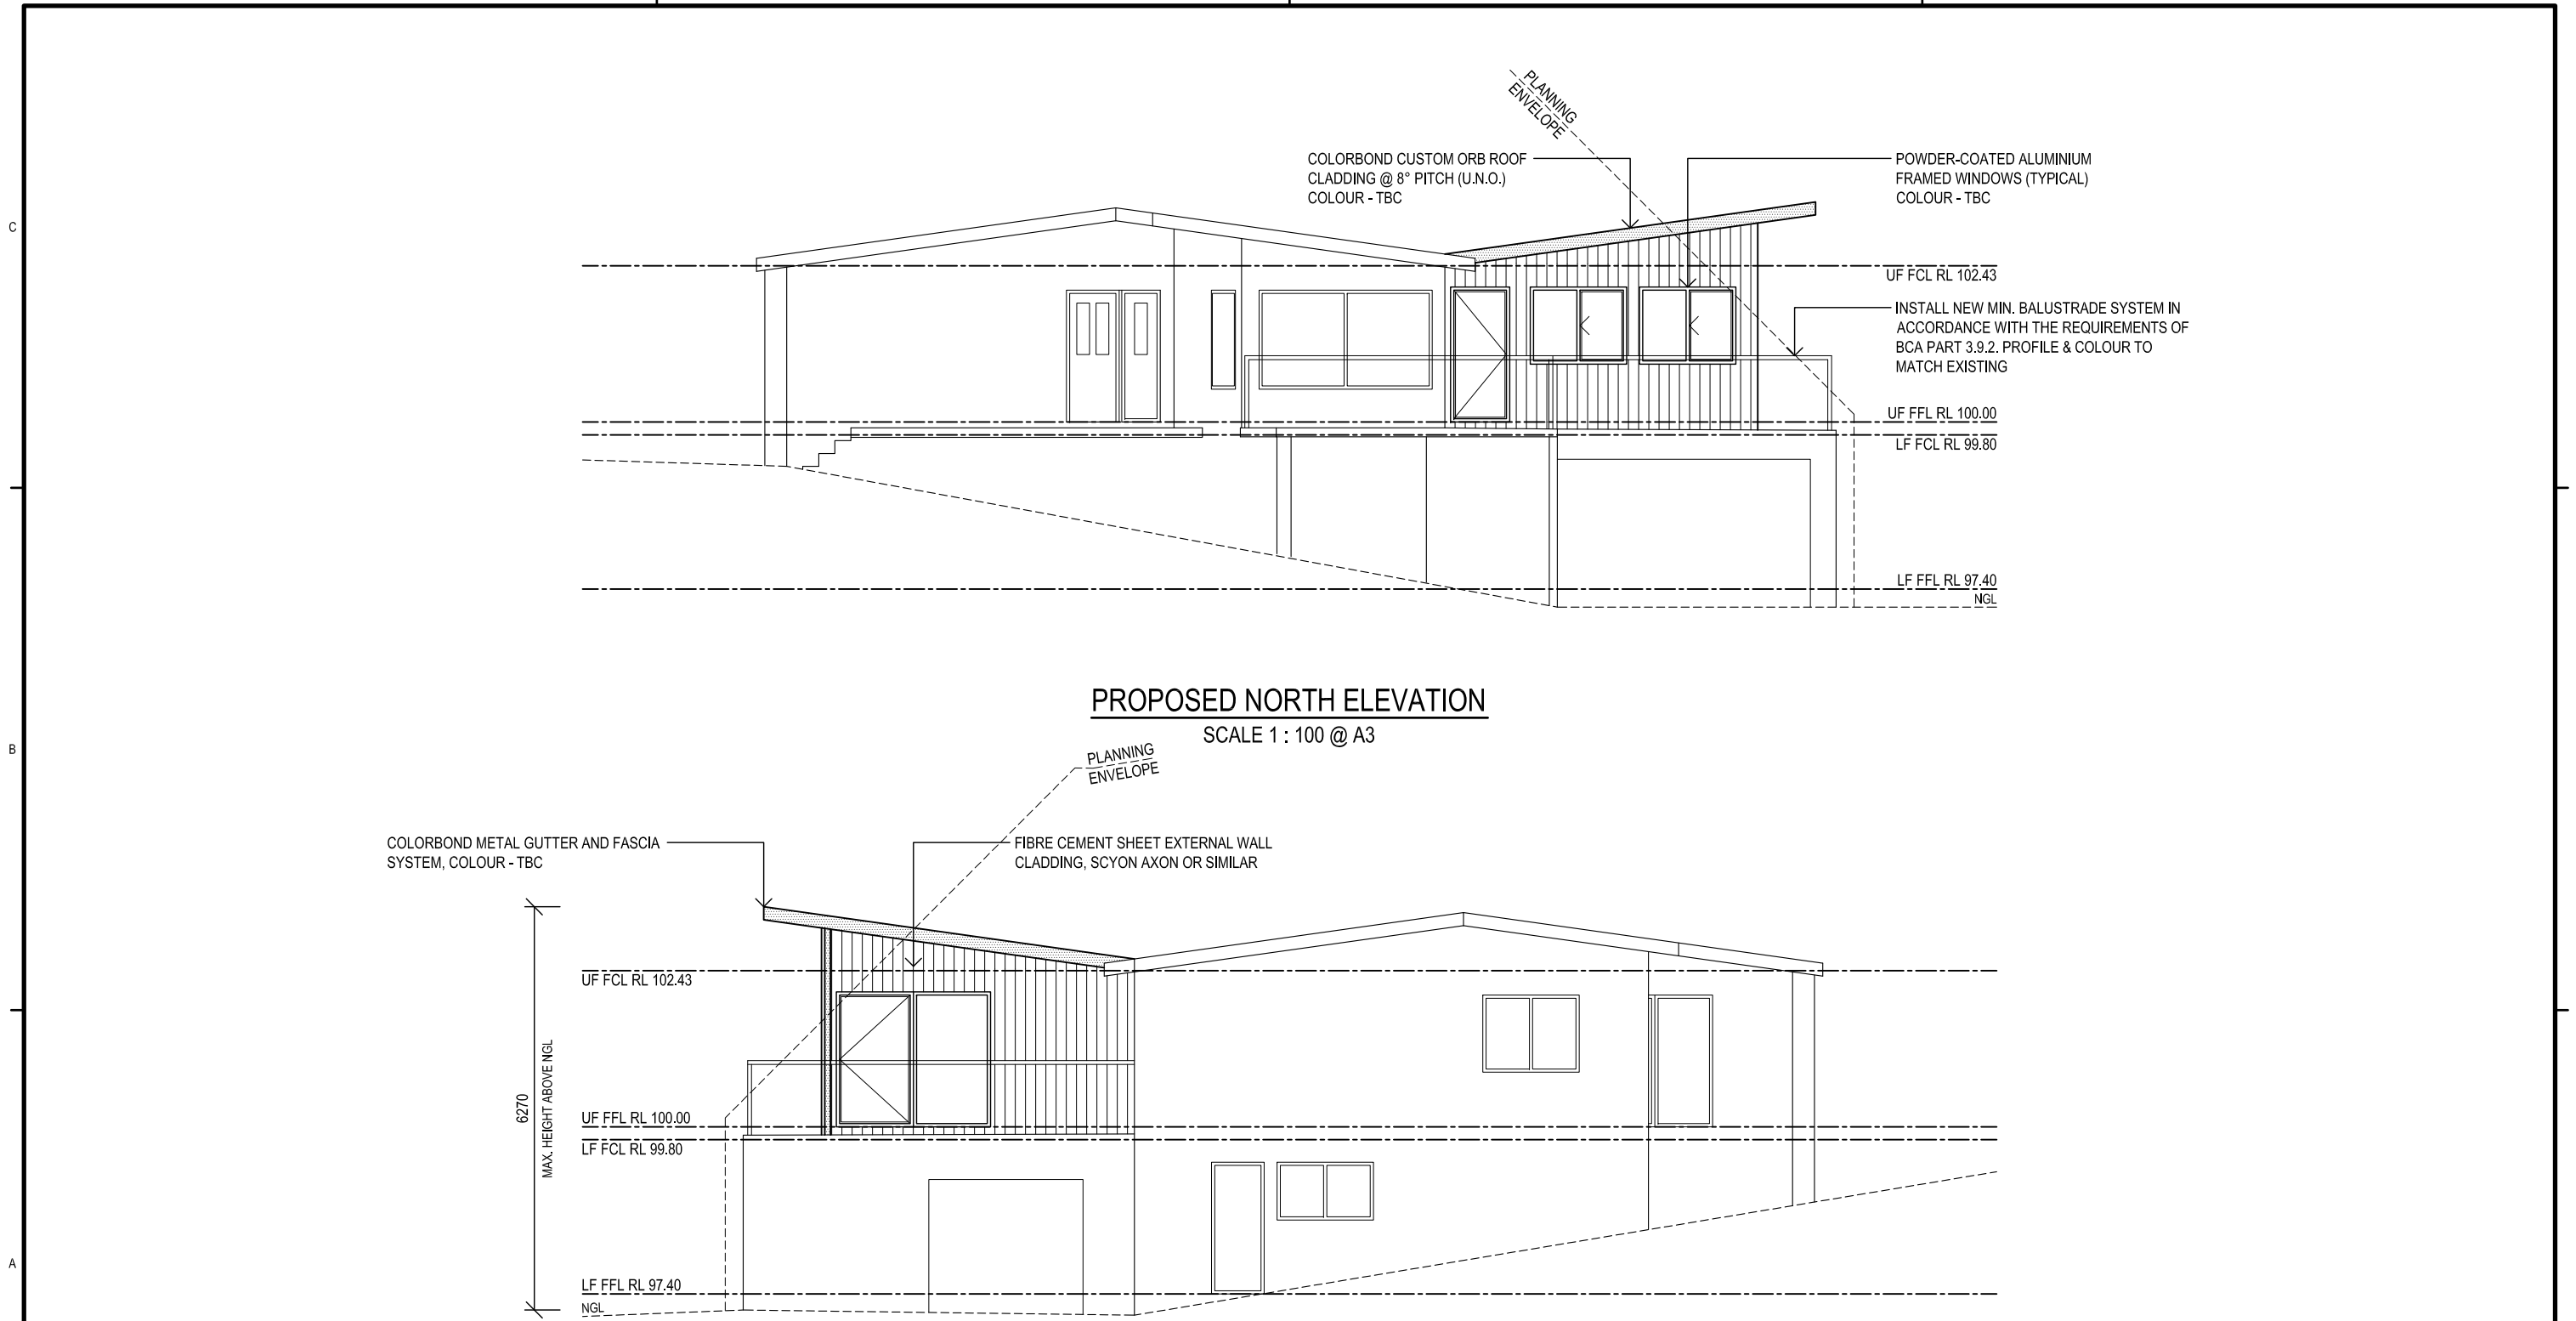 PLANNING
ENVELOPE
COLORBOND CUSTOM ORB ROOF
CLADDING @ 8° PITCH (U.N.O.)
COLOUR - TBC
POWDER-COATED ALUMINIUM
FRAMED WINDOWS (TYPICAL)
COLOUR - TBC
C
UF FCL RL 102.43
INSTALL NEW MIN. BALUSTRADE SYSTEM IN
ACCORDANCE WITH THE REQUIREMENTS OF
BCA PART 3.9.2. PROFILE & COLOUR TO
MATCH EXISTING
UF FFL RL 100.00
LF FCL RL 99.80
LF FFL RL 97.40
NGL
PROPOSED NORTH ELEVATION
SCALE 1 : 100 @ A3
B
PLANNING
ENVELOPE
COLORBOND METAL GUTTER AND FASCIA
SYSTEM, COLOUR - TBC
FIBRE CEMENT SHEET EXTERNAL WALL
CLADDING, SCYON AXON OR SIMILAR
UF FCL RL 102.43
6270
MAX. HEIGHT ABOVE NGL
UF FFL RL 100.00
LF FCL RL 99.80
A
LF FFL RL 97.40
NGL